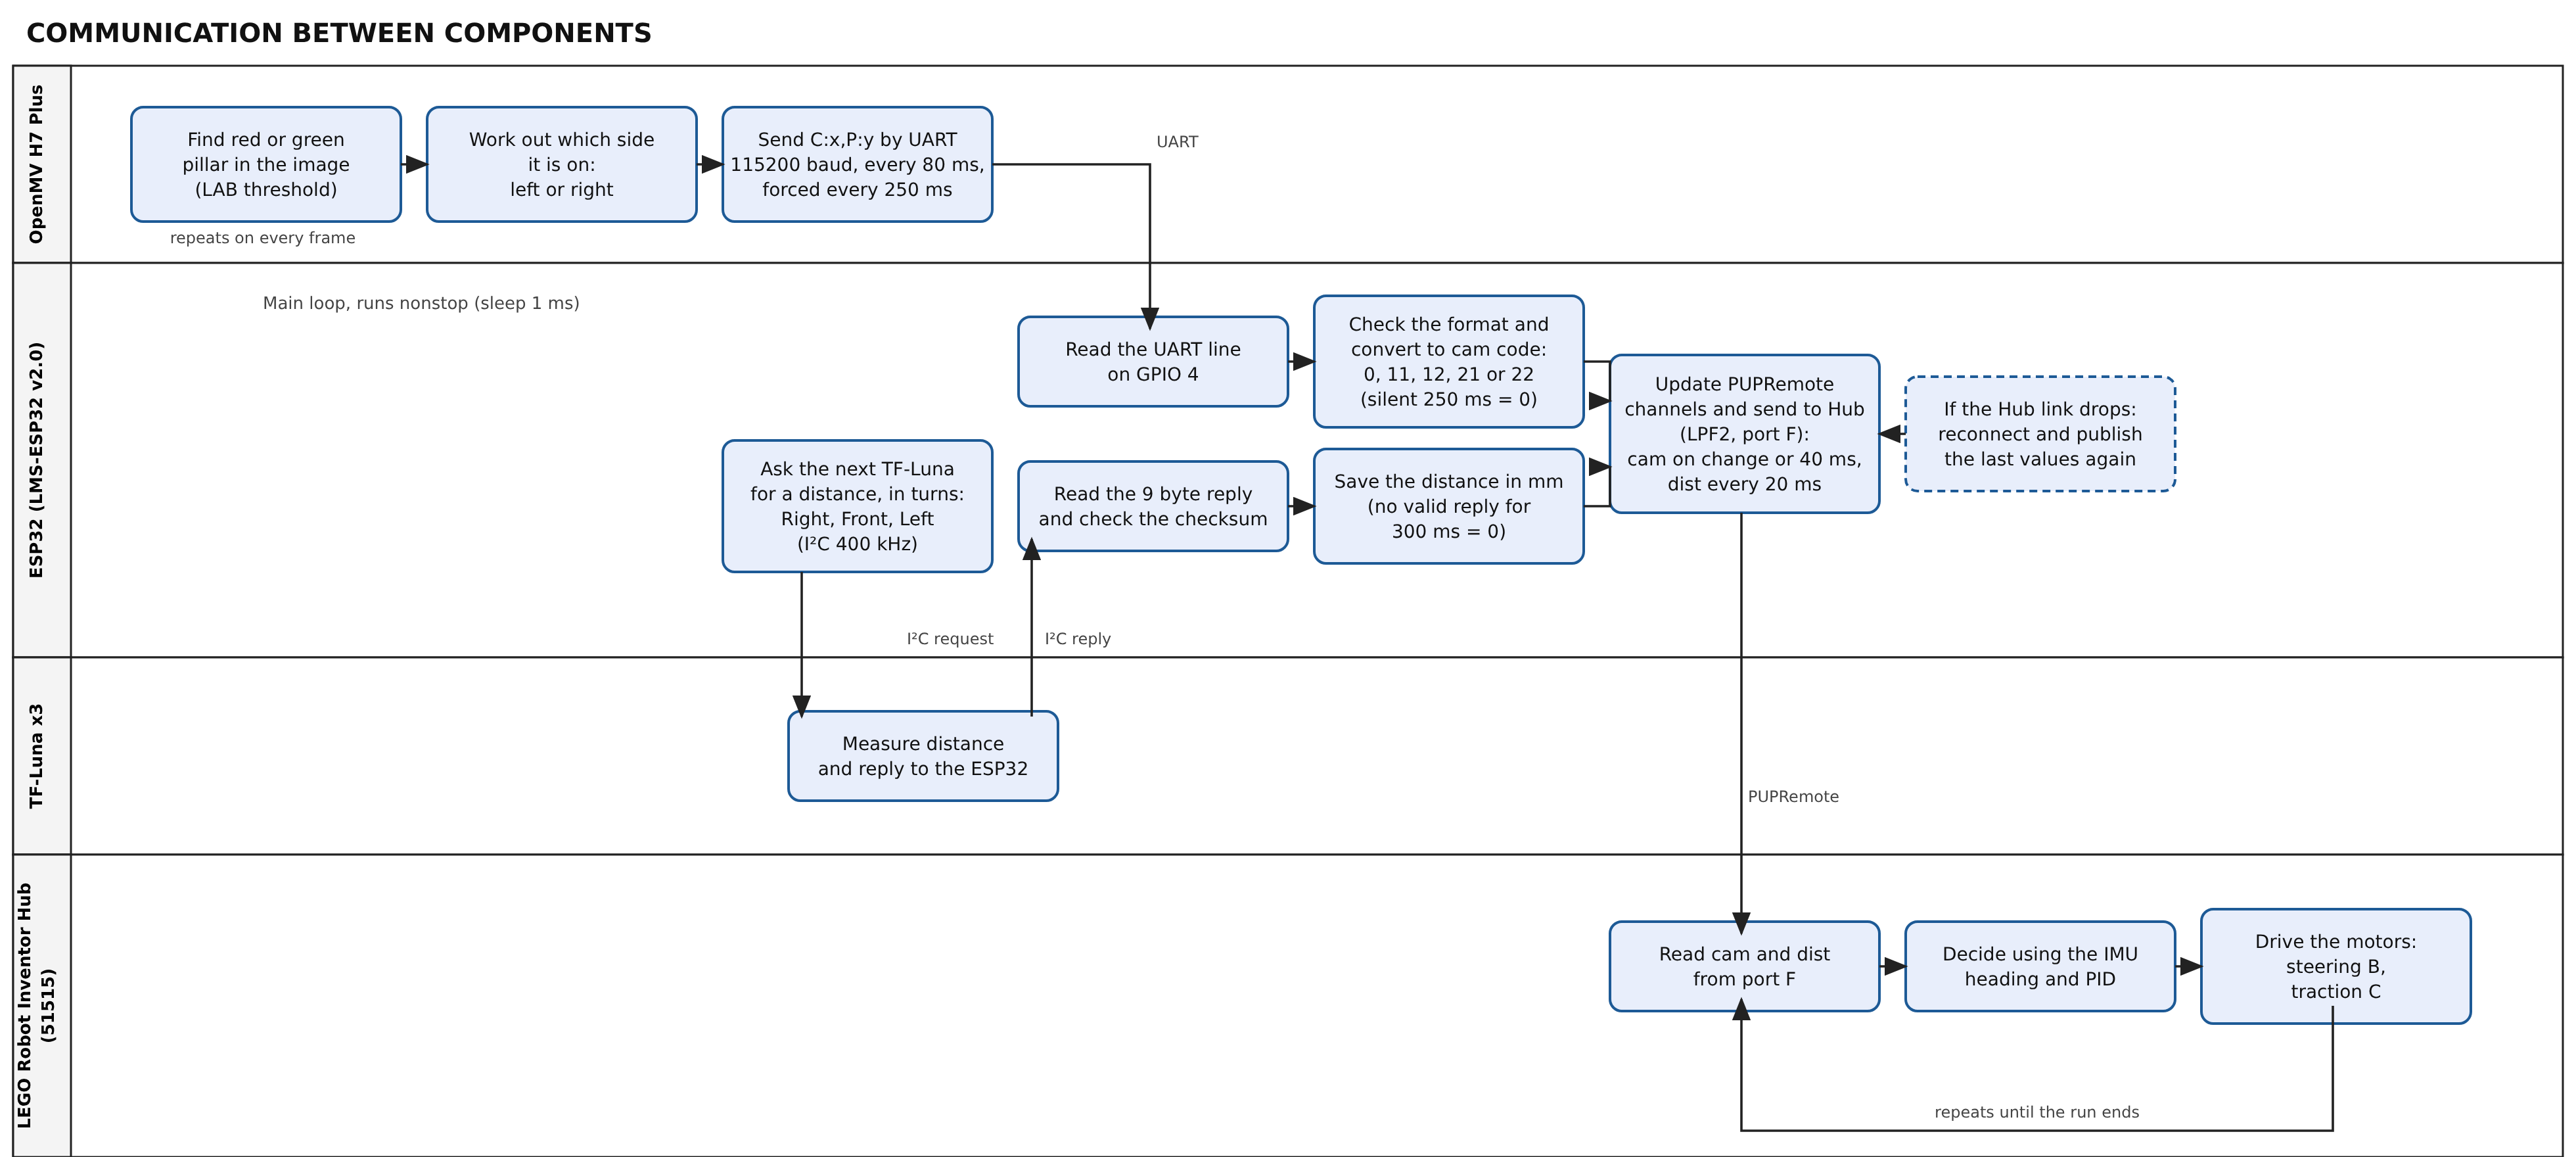 COMMUNICATION BETWEEN COMPONENTS
OpenMV H7 Plus
Find red or green
pillar in the image
(LAB threshold)
repeats on every frame
Work out which side
it is on:
left or right
Send C:x,P:y by UART
115200 baud, every 80 ms,
forced every 250 ms
UART
ESP32 (LMS-ESP32 v2.0)
Main loop, runs nonstop (sleep 1 ms)
Read the UART line
on GPIO 4
Check the format and
convert to cam code:
0, 11, 12, 21 or 22
(silent 250 ms = 0)
Ask the next TF-Luna
for a distance, in turns:
Right, Front, Left
(I²C 400 kHz)
Read the 9 byte reply
and check the checksum
Save the distance in mm
(no valid reply for
300 ms = 0)
Update PUPRemote
channels and send to Hub
(LPF2, port F):
cam on change or 40 ms,
dist every 20 ms
If the Hub link drops:
reconnect and publish
the last values again
I²C request
I²C reply
TF-Luna x3
Measure distance
and reply to the ESP32
PUPRemote
LEGO Robot Inventor Hub
(51515)
Read cam and dist
from port F
Decide using the IMU
heading and PID
Drive the motors:
steering B,
traction C
repeats until the run ends